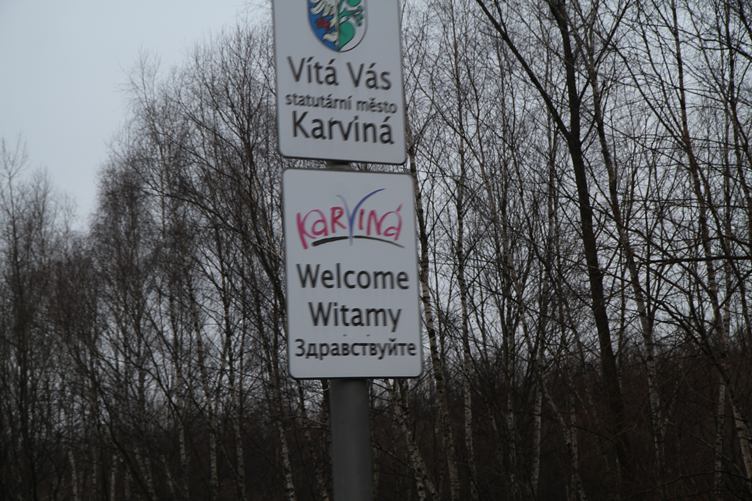 Vítá Vás
statutární město
Karviná
Karviná
Welcome
Witamy
Здравствуйте